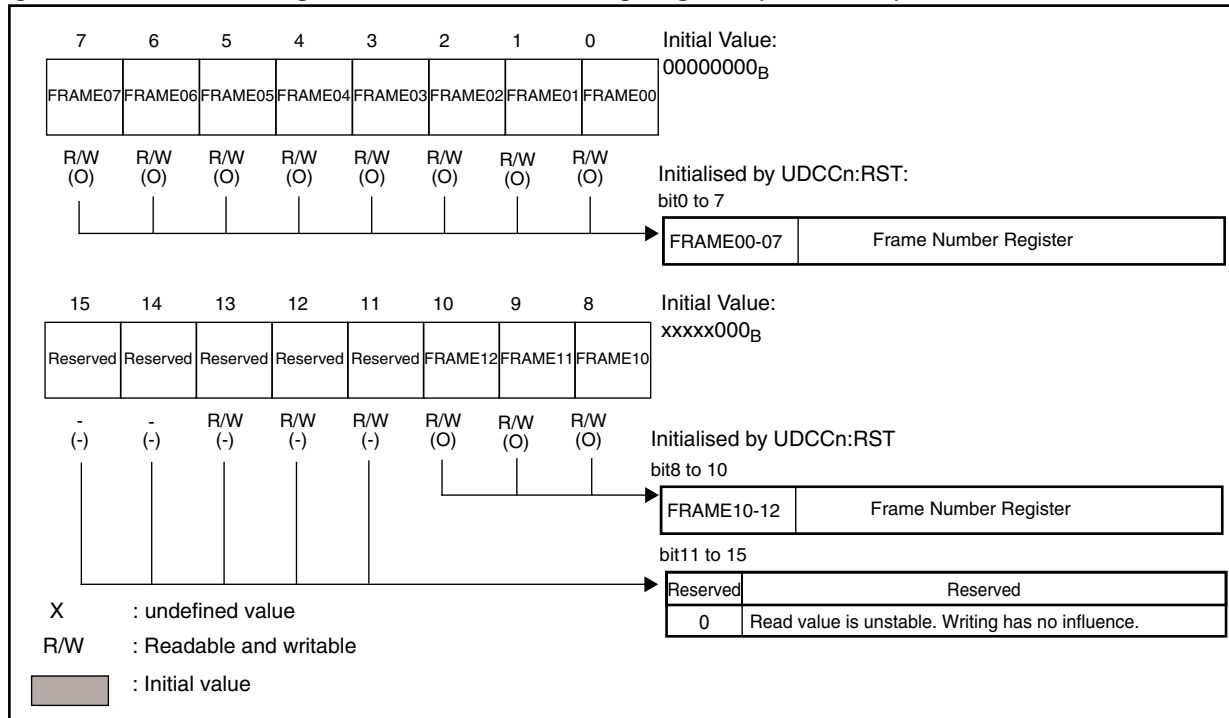 7 6 5 4 3 2 1 0 Initial Value:
00000000B
FRAME07 FRAME06 FRAME05 FRAME04 FRAME03 FRAME02 FRAME01 FRAME00
R/W R/W R/W R/W R/W R/W R/W R/W
(O) (O) (O) (O) (O) (O) (O) (O)
Initialised by UDCCn:RST:
bit0 to 7
FRAME00-07 Frame Number Register
15 14 13 12 11 10 9 8 Initial Value:
xxxxx000B
Reserved Reserved Reserved Reserved Reserved FRAME12 FRAME11 FRAME10
- - R/W R/W R/W R/W R/W R/W
(-) (-) (-) (-) (-) (O) (O) (O)
Initialised by UDCCn:RST
bit8 to 10
FRAME10-12 Frame Number Register
bit11 to 15
Reserved Reserved
0 Read value is unstable. Writing has no influence.
X : undefined value
R/W : Readable and writable
: Initial value